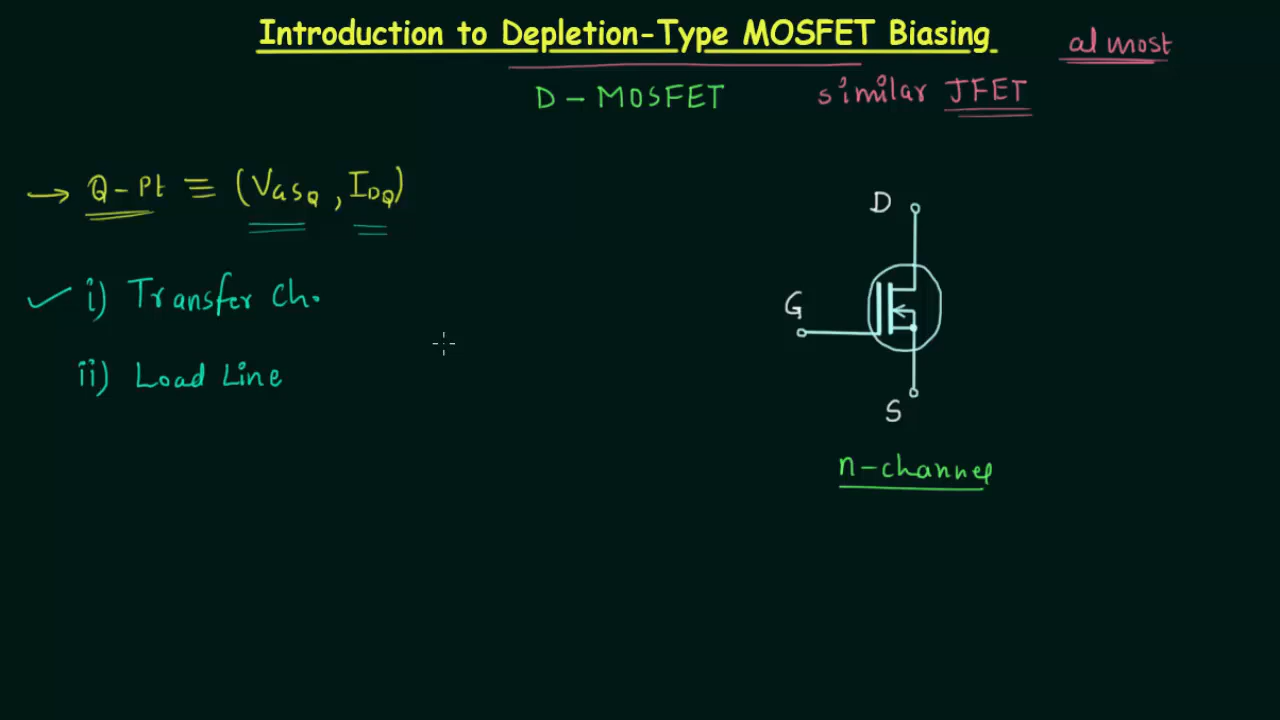 Introduction to Depletion-Type MOSFET Biasing
almost
D - MOSFET similar JFET
→ Q-Pt ≡ (VGSQ, IDQ)
✓ i) Transfer Ch.
ii) Load Line
D
G
S
n-channel